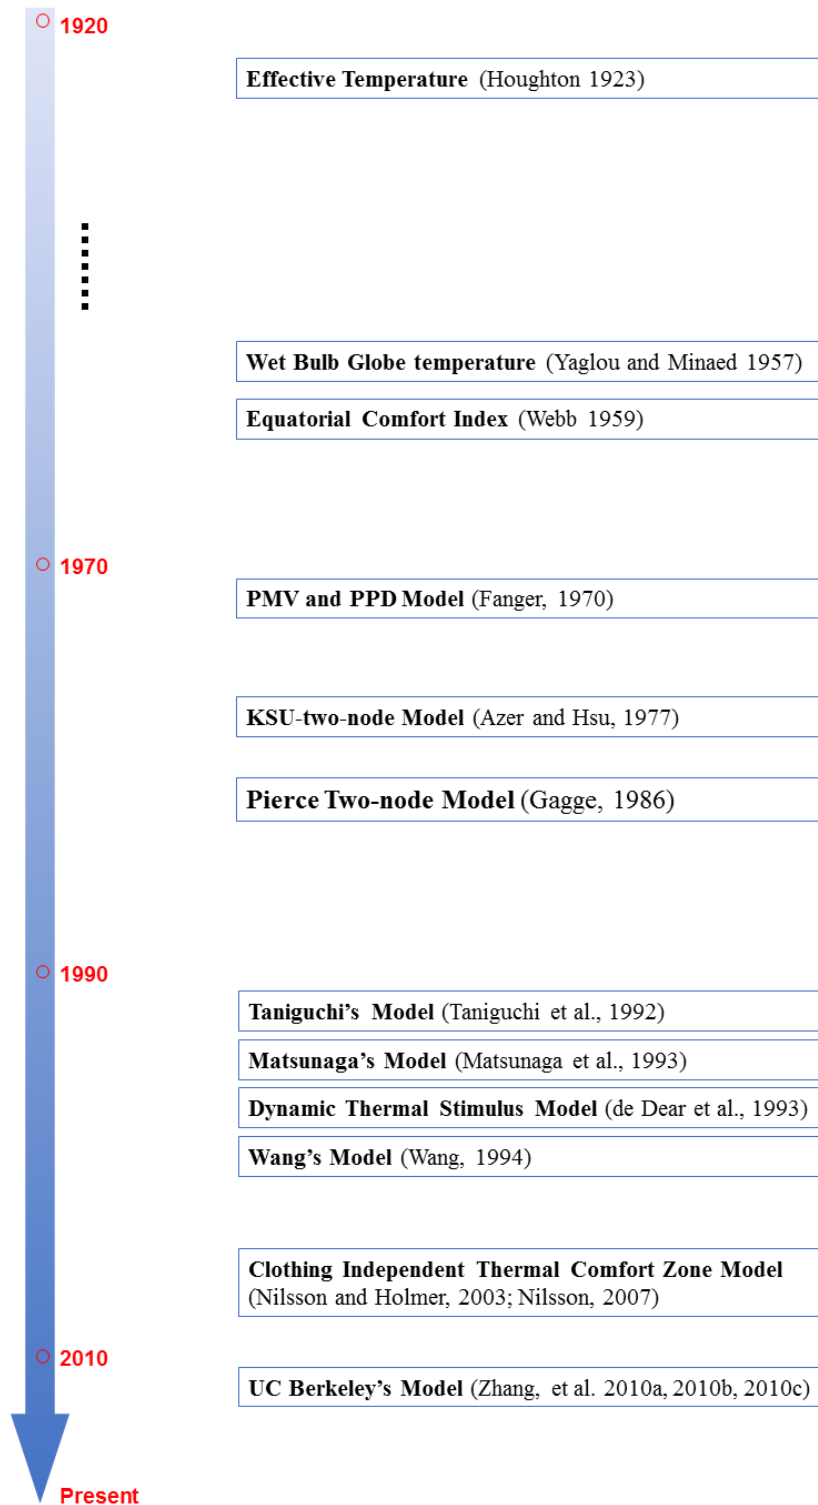 1920
Effective Temperature (Houghton 1923)
Wet Bulb Globe temperature (Yaglou and Minaed 1957)
Equatorial Comfort Index (Webb 1959)
1970
PMV and PPD Model (Fanger, 1970)
KSU-two-node Model (Azer and Hsu, 1977)
Pierce Two-node Model (Gagge, 1986)
1990
Taniguchi’s Model (Taniguchi et al., 1992)
Matsunaga’s Model (Matsunaga et al., 1993)
Dynamic Thermal Stimulus Model (de Dear et al., 1993)
Wang’s Model (Wang, 1994)
Clothing Independent Thermal Comfort Zone Model
(Nilsson and Holmer, 2003; Nilsson, 2007)
2010
UC Berkeley’s Model (Zhang, et al. 2010a, 2010b, 2010c)
Present